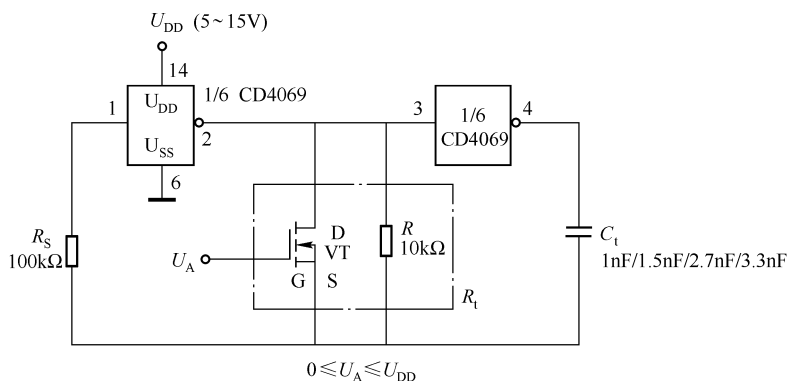 U_DD (5~15V)
14
1
U_DD
1/6 CD4069
3
1/6
CD4069
4
2
U_SS
6
R_S
100kΩ
D
VT
R
10kΩ
C_t
1nF/1.5nF/2.7nF/3.3nF
U_A
G
S
R_t
0≤U_A≤U_DD